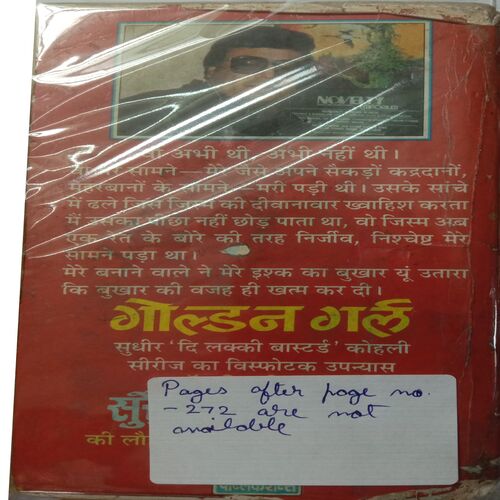 NOVELTY
वो अभी थी, अभी नहीं थी।
सामने — मेरे जैसे अपने सैकड़ों कद्रदानों,
मेहरबानों के सामने — मरी पड़ी थी। उसके सांचे
में ढले जिस जिस्म की दीवानावार ख्वाहिश करता
मैं उसका पीछा नहीं छोड़ पाता था, वो जिस्म अब
एक रेत के बोरे की तरह निर्जीव, निश्चेष्ट मेरे
सामने पड़ा था।
मेरे बनाने वाले ने मेरे इश्क का बुखार यूं उतारा
कि बुखार की वजह ही खत्म कर दी।
गोल्डन गर्ल
सुधीर 'दि लक्की बास्टर्ड' कोहली
सीरीज का विस्फोटक उपन्यास
Pages after page no.
-272 are not
available
की